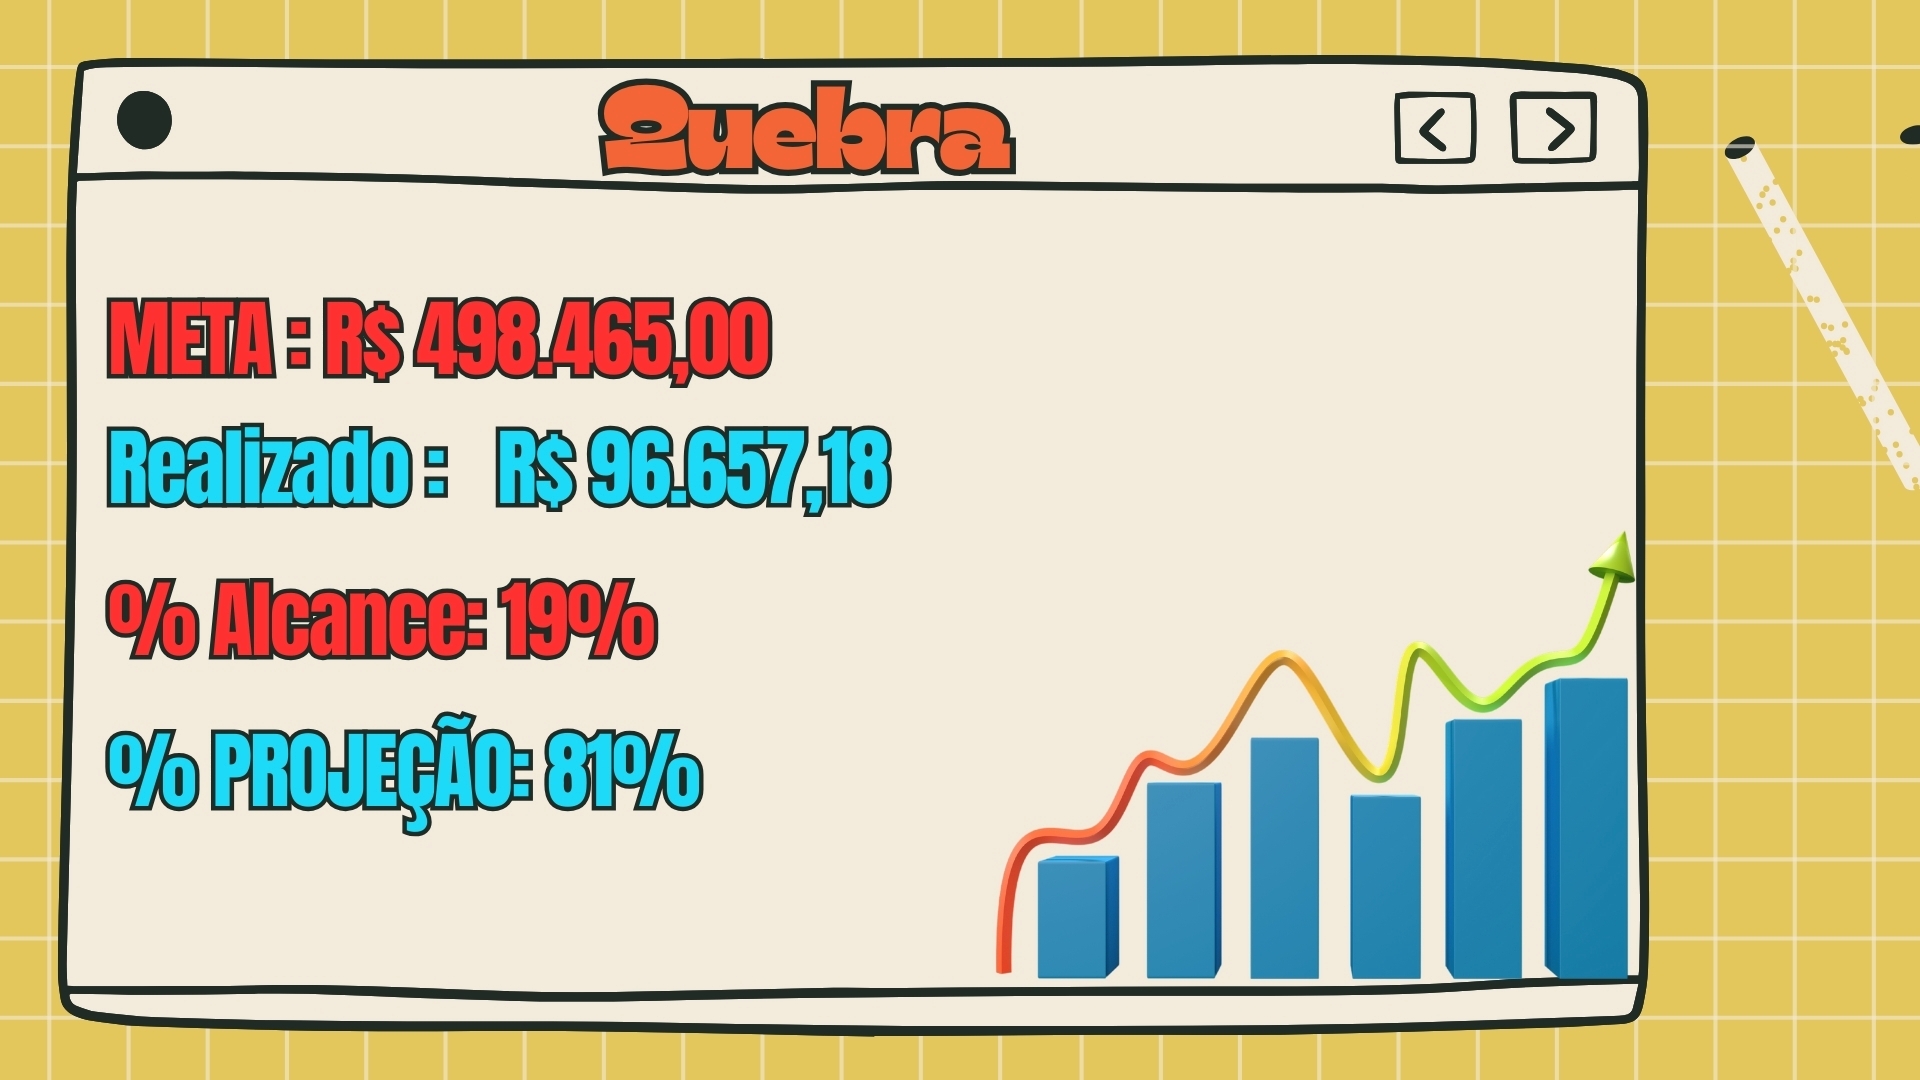 Quebra
META : R$ 498.465,00
Realizado : R$ 96.657,18
% Alcance: 19%
% PROJEÇÃO: 81%